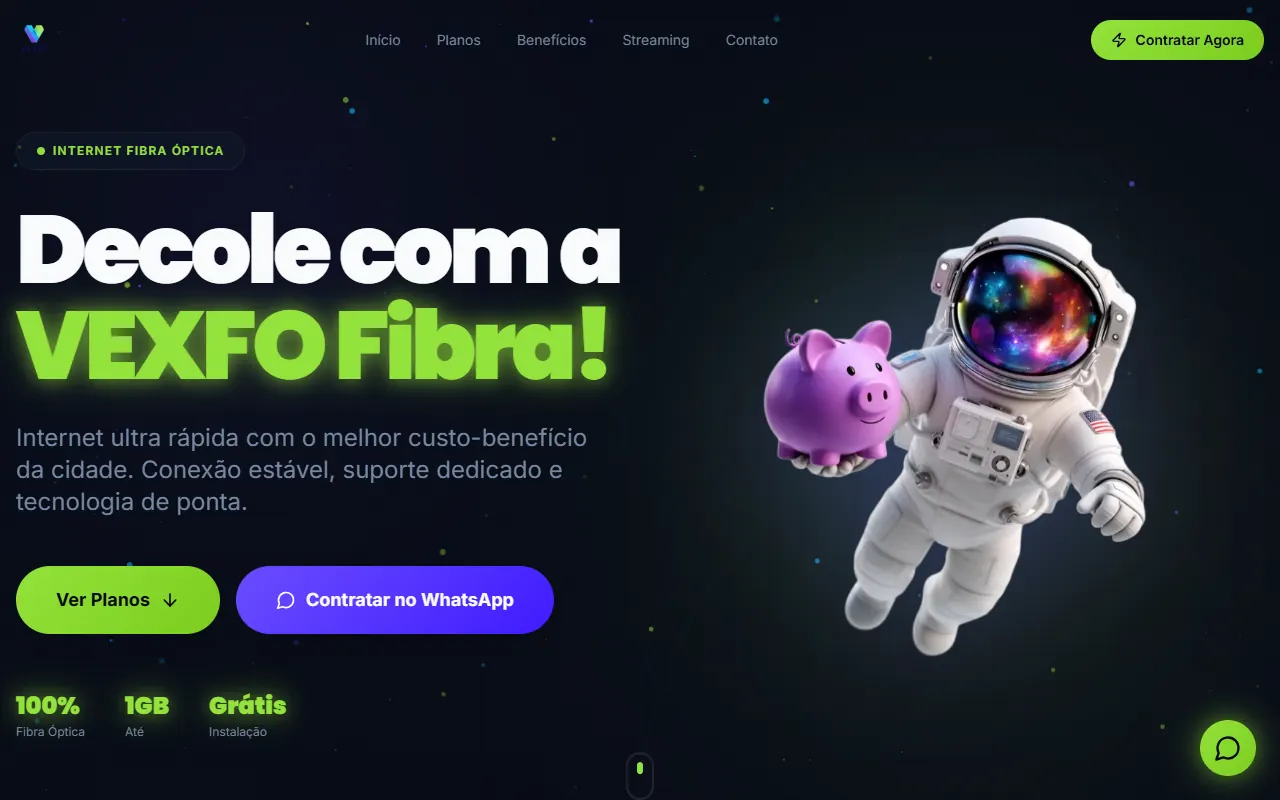 Início
Planos
Benefícios
Streaming
Contato
Contratar Agora
INTERNET FIBRA ÓPTICA
Decole com a
VEXFO Fibra!
Internet ultra rápida com o melhor custo-benefício
da cidade. Conexão estável, suporte dedicado e
tecnologia de ponta.
Ver Planos
Contratar no WhatsApp
100%
Fibra Óptica
1GB
Até
Grátis
Instalação